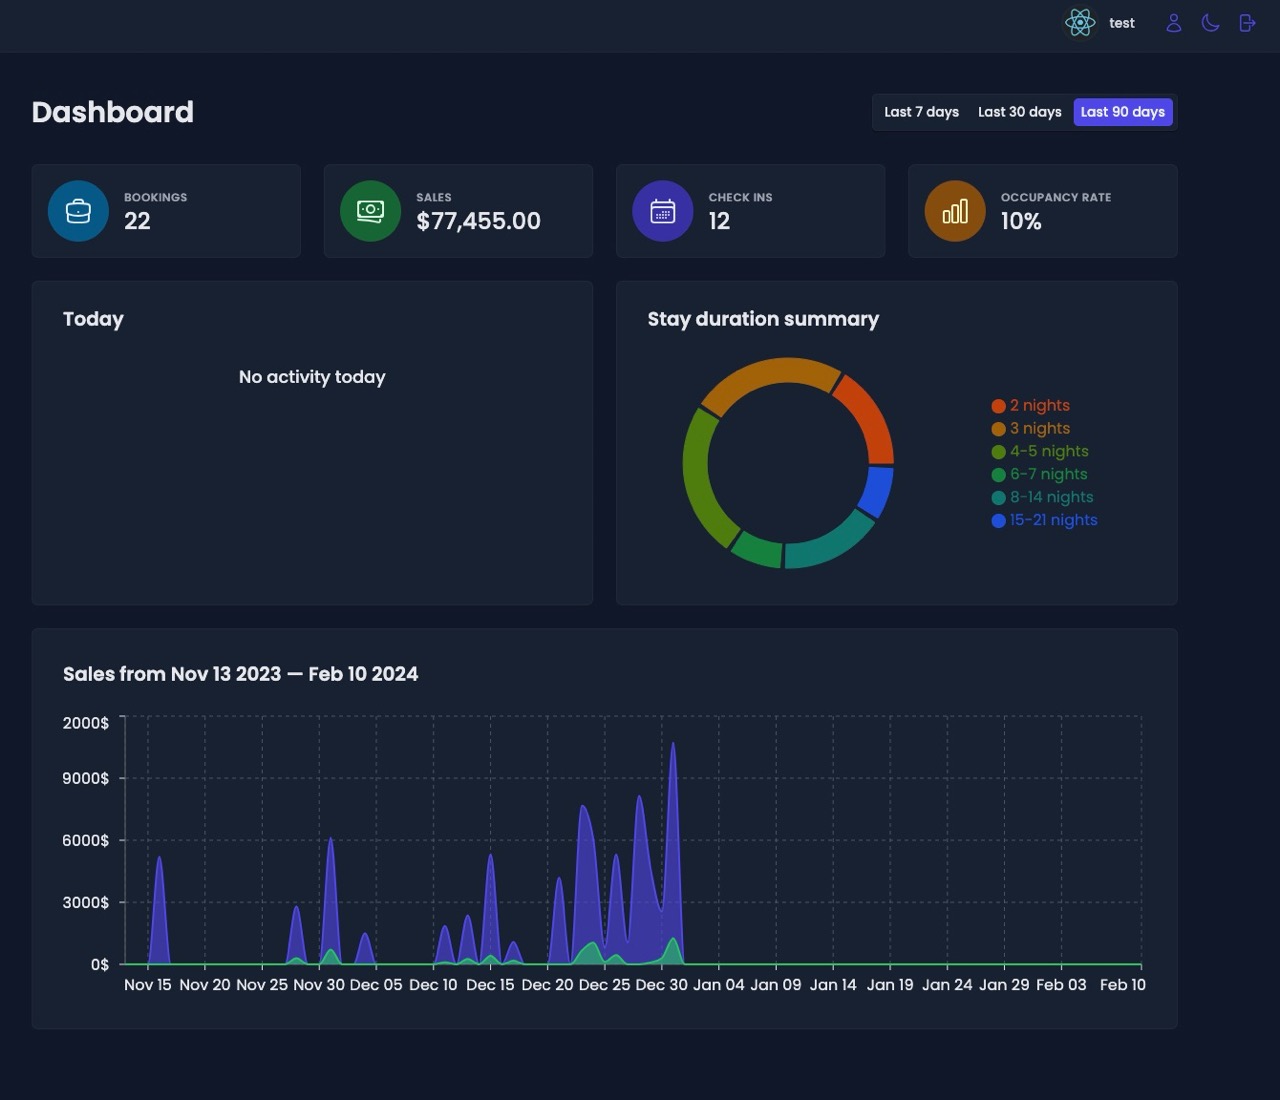 test
Dashboard
Last 7 days Last 30 days Last 90 days
BOOKINGS
22
SALES
$77,455.00
CHECK INS
12
OCCUPANCY RATE
10%
Today
No activity today
Stay duration summary
2 nights
3 nights
4-5 nights
6-7 nights
8-14 nights
15-21 nights
Sales from Nov 13 2023 — Feb 10 2024
2000$
9000$
6000$
3000$
0$
Nov 15 Nov 20 Nov 25 Nov 30 Dec 05 Dec 10 Dec 15 Dec 20 Dec 25 Dec 30 Jan 04 Jan 09 Jan 14 Jan 19 Jan 24 Jan 29 Feb 03 Feb 10